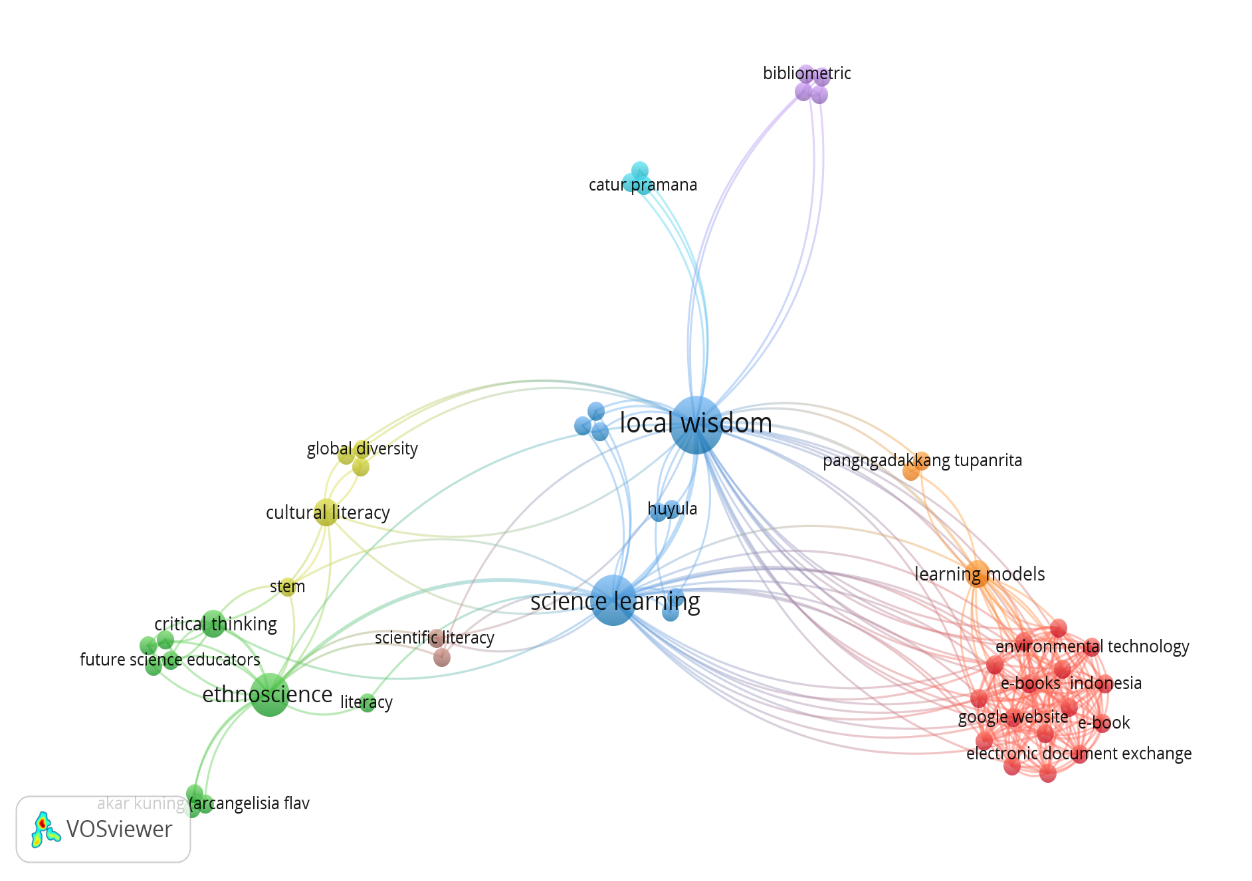 bibliometric
catur pramana
local wisdom
global diversity
pangngadakkang tupanrita
huyula
cultural literacy
learning models
stem
science learning
critical thinking
scientific literacy
environmental technology
future science educators
e-books indonesia
ethnoscience
literacy
google website
e-book
electronic document exchange
akar kuning (arcangelisia flav
VOSviewer